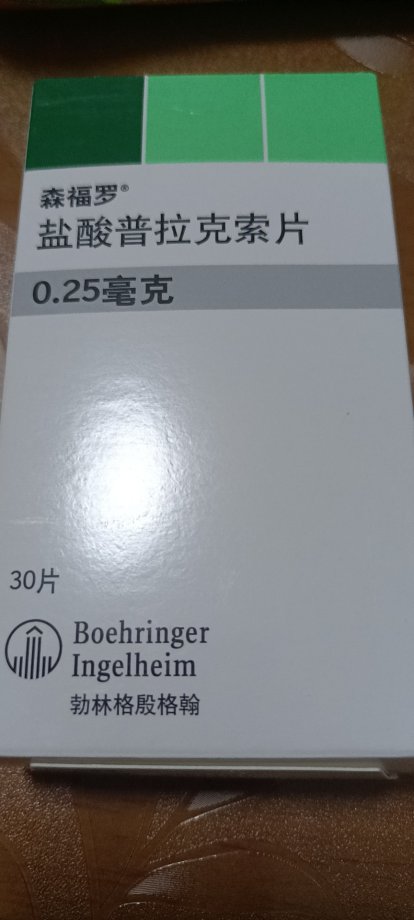 森福罗®
盐酸普拉克索片
0.25毫克
30片
Boehringer
Ingelheim
勃林格殷格翰